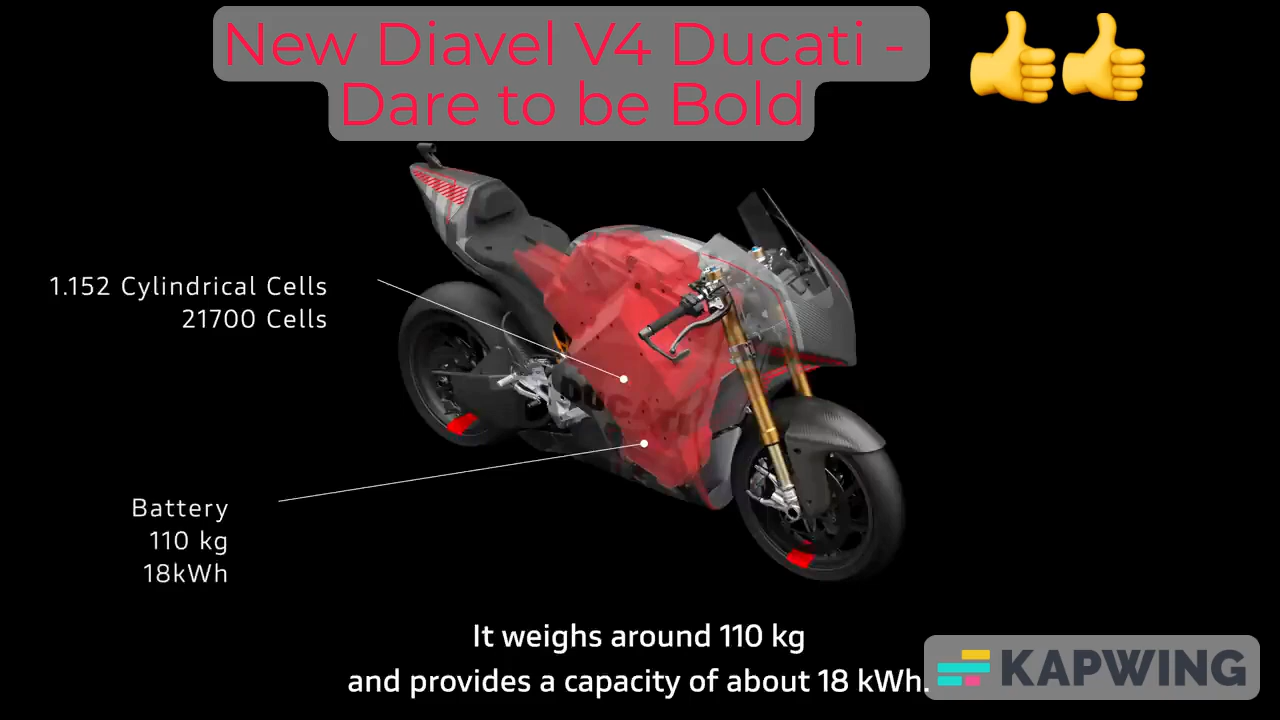 New Diavel V4 Ducati -
Dare to be Bold
1.152 Cylindrical Cells
21700 Cells
DUCATI
Battery
110 kg
18kWh
It weighs around 110 kg
and provides a capacity of about 18 kWh.
KAPWING